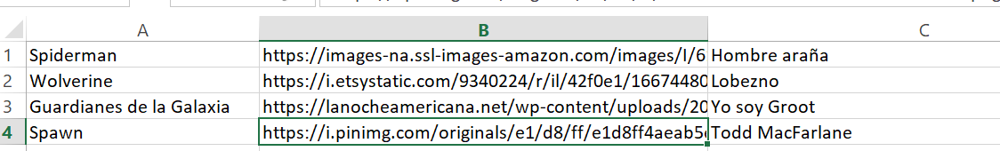 A B C
1 Spiderman https://images-na.ssl-images-amazon.com/images/I/6 Hombre araña
2 Wolverine https://i.etsystatic.com/9340224/r/il/42f0e1/16674480 Lobezno
3 Guardianes de la Galaxia https://lanocheamericana.net/wp-content/uploads/20 Yo soy Groot
4 Spawn https://i.pinimg.com/originals/e1/d8/ff/e1d8ff4aeab5 Todd MacFarlane